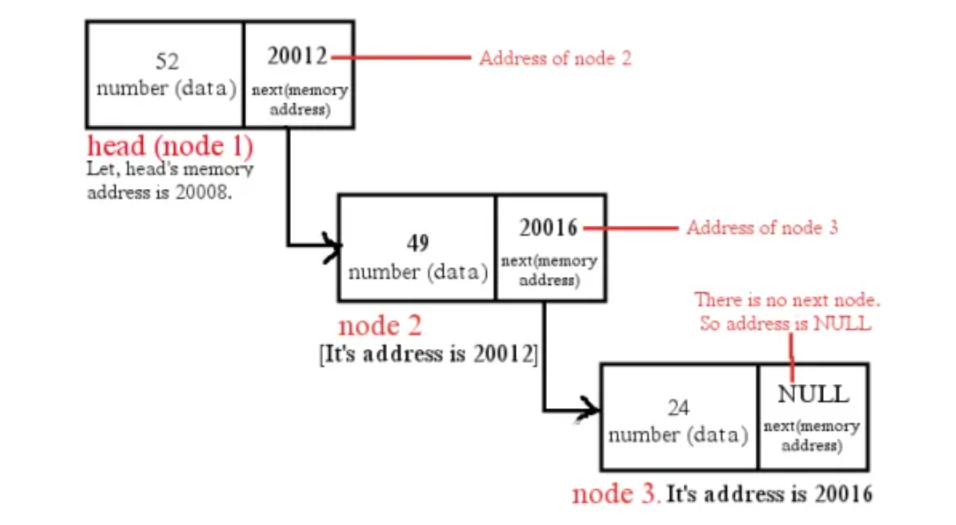 52
number (data)
20012
next(memory
address)
Address of node 2
head (node 1)
Let, head's memory
address is 20008.
49
number (data)
20016
next(memory
address)
Address of node 3
node 2
[It's address is 20012]
There is no next node.
So address is NULL
24
number (data)
NULL
next(memory
address)
node 3. It's address is 20016